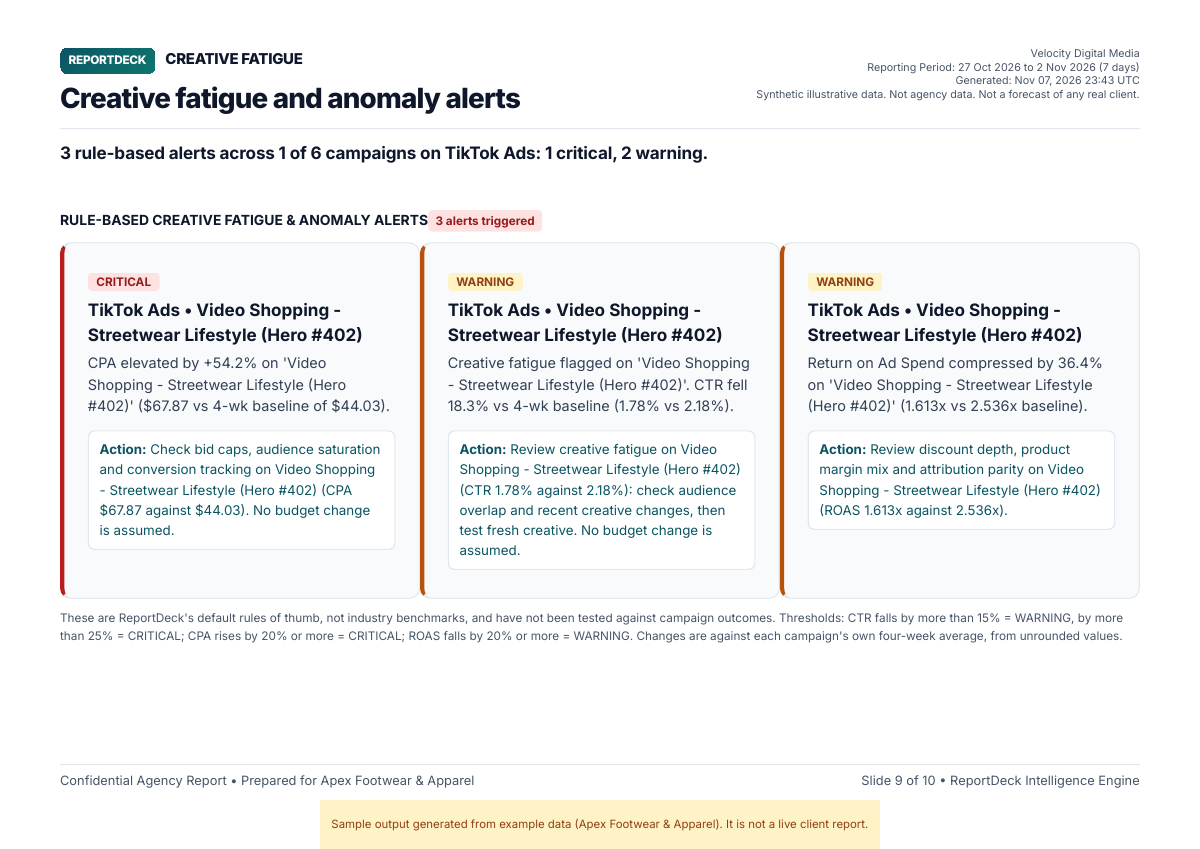 REPORTDECK CREATIVE FATIGUE
Creative fatigue and anomaly alerts
Velocity Digital Media
Reporting Period: 27 Oct 2026 to 2 Nov 2026 (7 days)
Generated: Nov 07, 2026 23:43 UTC
Synthetic illustrative data. Not agency data. Not a forecast of any real client.
3 rule-based alerts across 1 of 6 campaigns on TikTok Ads: 1 critical, 2 warning.
RULE-BASED CREATIVE FATIGUE & ANOMALY ALERTS 3 alerts triggered
CRITICAL
TikTok Ads • Video Shopping -
Streetwear Lifestyle (Hero #402)
CPA elevated by +54.2% on 'Video
Shopping - Streetwear Lifestyle (Hero
#402)' ($67.87 vs 4-wk baseline of $44.03).
Action: Check bid caps, audience saturation
and conversion tracking on Video Shopping
- Streetwear Lifestyle (Hero #402) (CPA
$67.87 against $44.03). No budget change
is assumed.
WARNING
TikTok Ads • Video Shopping -
Streetwear Lifestyle (Hero #402)
Creative fatigue flagged on 'Video Shopping
- Streetwear Lifestyle (Hero #402)'. CTR fell
18.3% vs 4-wk baseline (1.78% vs 2.18%).
Action: Review creative fatigue on Video
Shopping - Streetwear Lifestyle (Hero #402)
(CTR 1.78% against 2.18%): check audience
overlap and recent creative changes, then
test fresh creative. No budget change is
assumed.
WARNING
TikTok Ads • Video Shopping -
Streetwear Lifestyle (Hero #402)
Return on Ad Spend compressed by 36.4%
on 'Video Shopping - Streetwear Lifestyle
(Hero #402)' (1.613x vs 2.536x baseline).
Action: Review discount depth, product
margin mix and attribution parity on Video
Shopping - Streetwear Lifestyle (Hero #402)
(ROAS 1.613x against 2.536x).
These are ReportDeck's default rules of thumb, not industry benchmarks, and have not been tested against campaign outcomes. Thresholds: CTR falls by more than 15% = WARNING, by more
than 25% = CRITICAL; CPA rises by 20% or more = CRITICAL; ROAS falls by 20% or more = WARNING. Changes are against each campaign's own four-week average, from unrounded values.
Confidential Agency Report • Prepared for Apex Footwear & Apparel
Slide 9 of 10 • ReportDeck Intelligence Engine
Sample output generated from example data (Apex Footwear & Apparel). It is not a live client report.